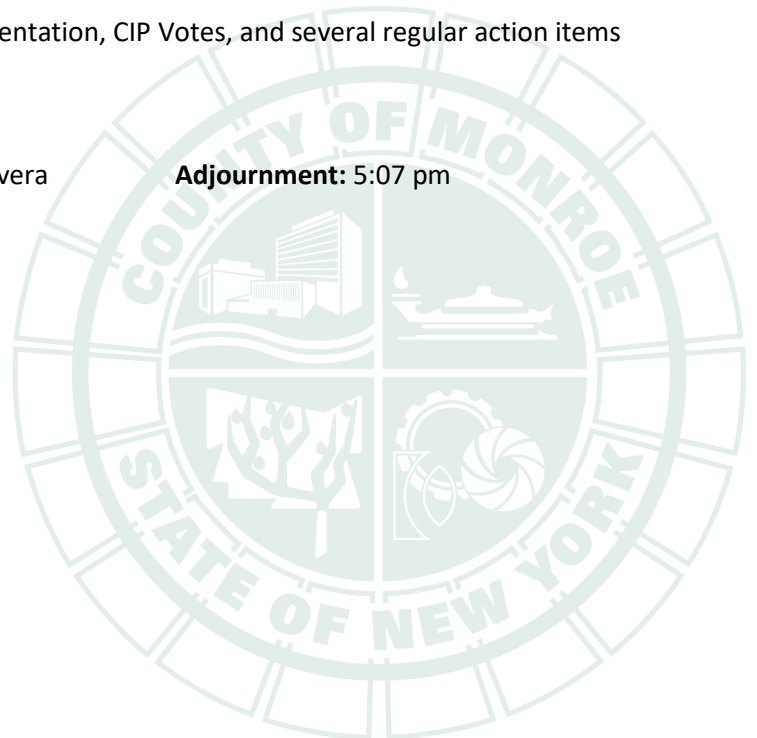 entation, CIP Votes, and several regular action items
vera Adjournment: 5:07 pm
COUNTY OF MONROE
STATE OF NEW YORK